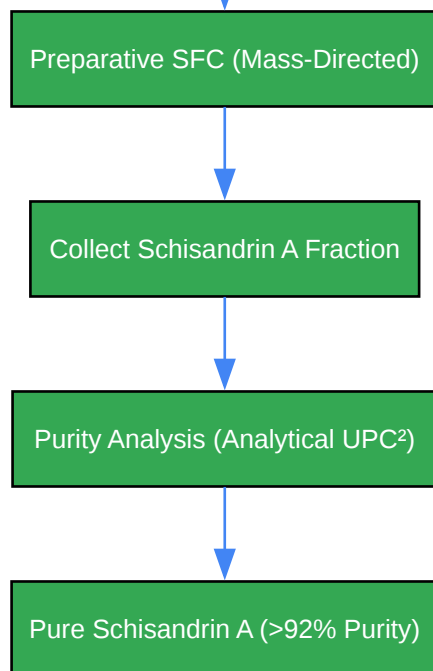 Preparative SFC (Mass-Directed)
Collect Schisandrin A Fraction
Purity Analysis (Analytical UPC²)
Pure Schisandrin A (>92% Purity)